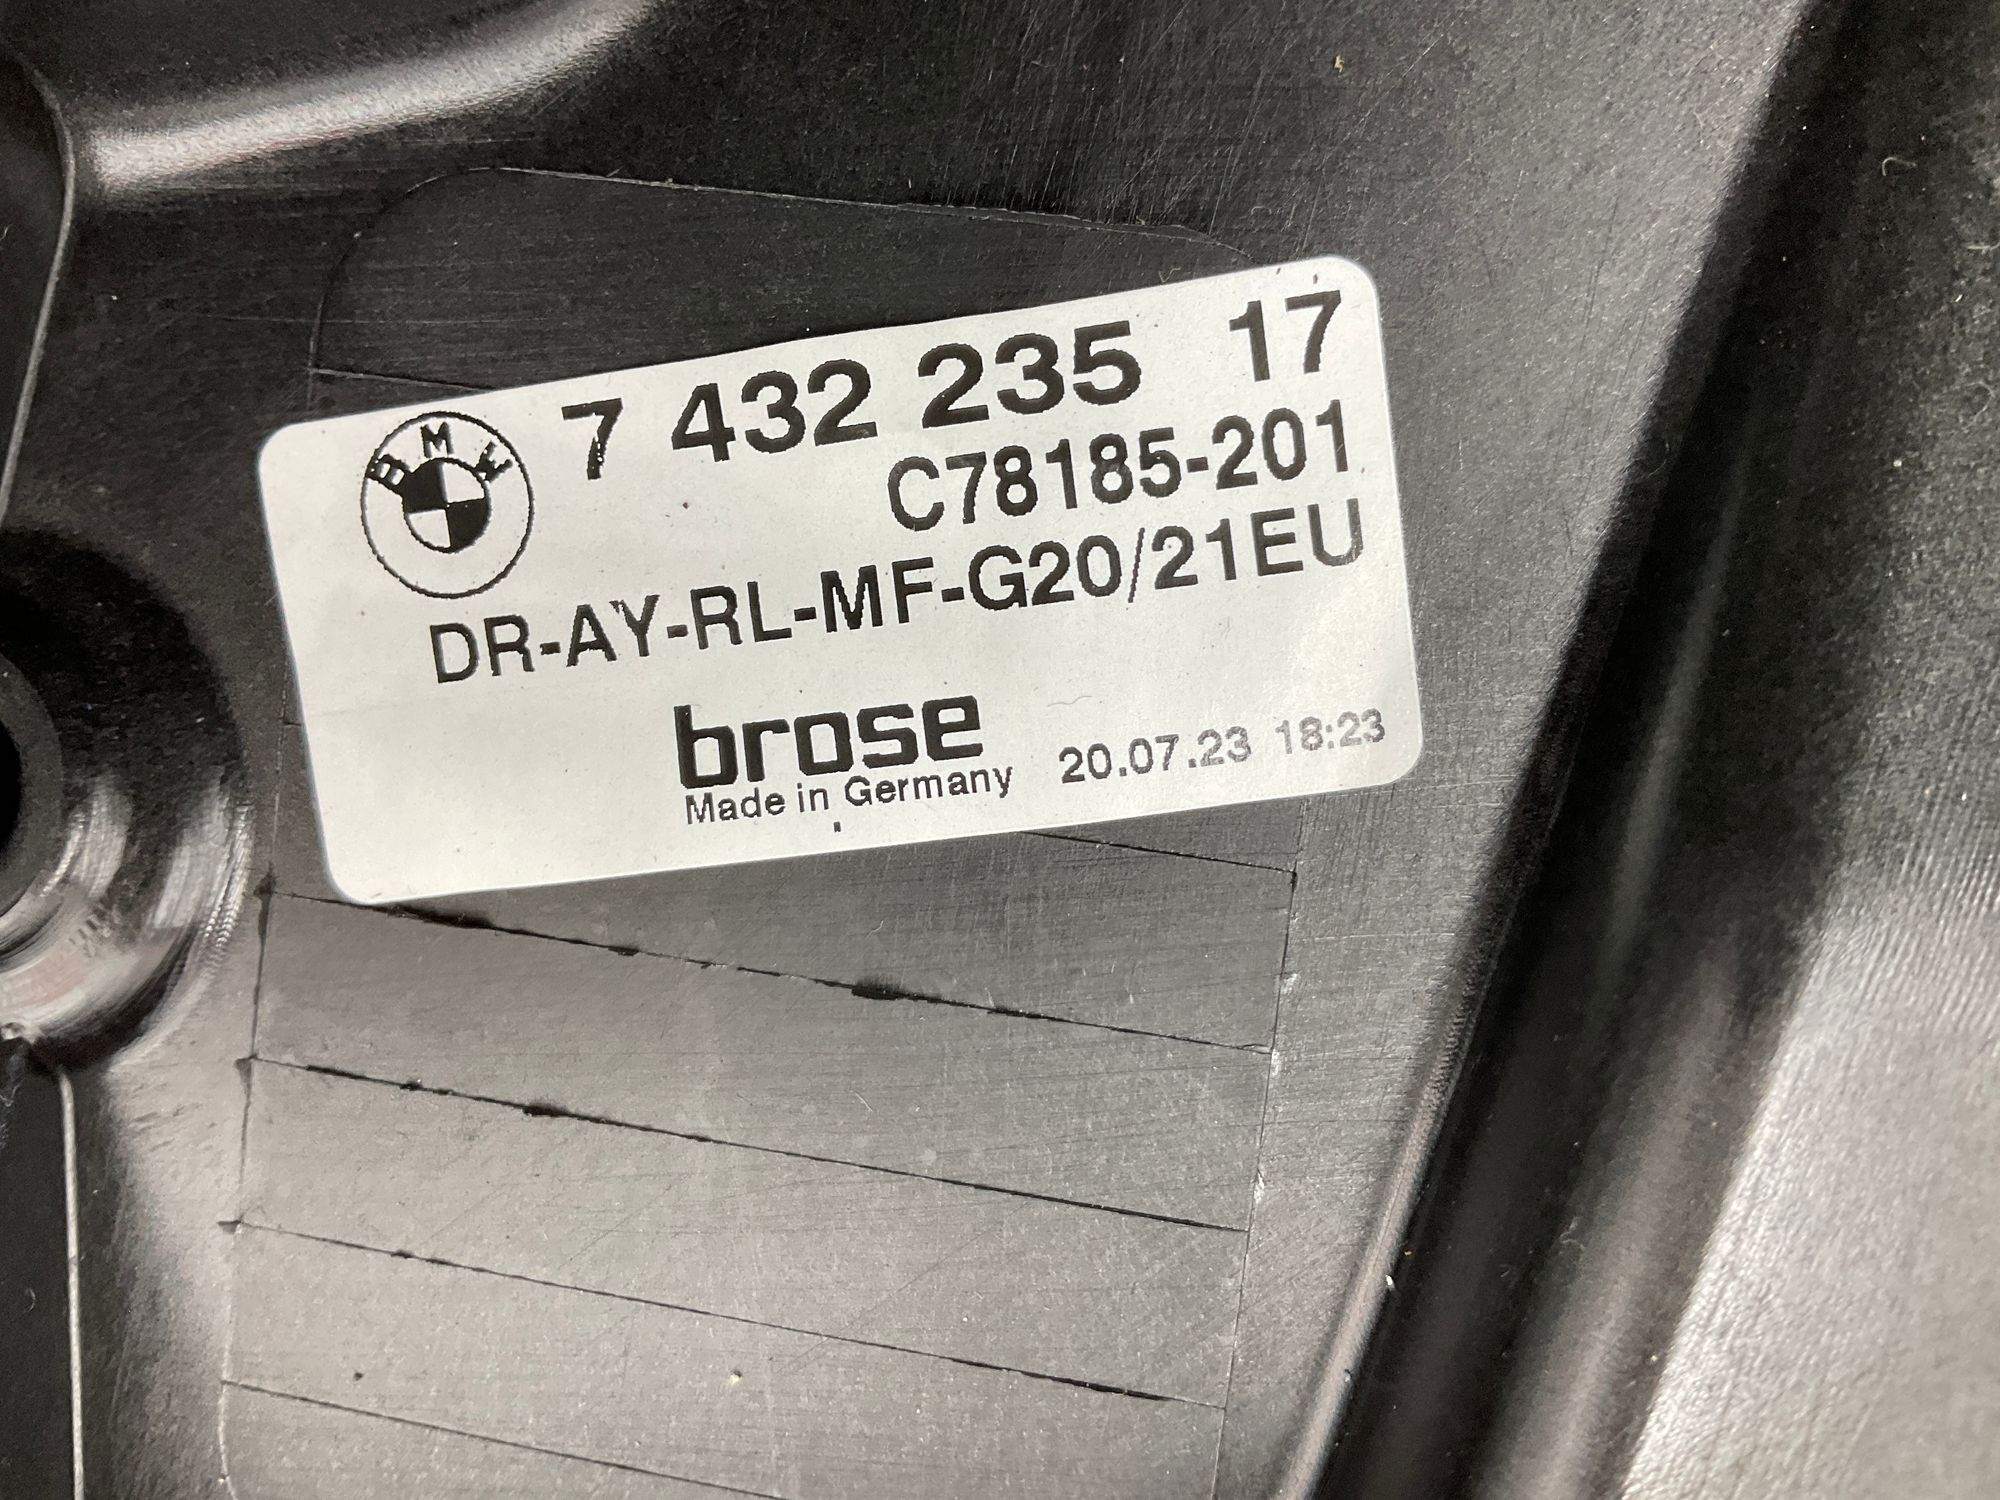 BMW
7 432 235 17
C78185-201
DR-AY-RL-MF-G20/21EU
brose
Made in Germany 20.07.23 18:23